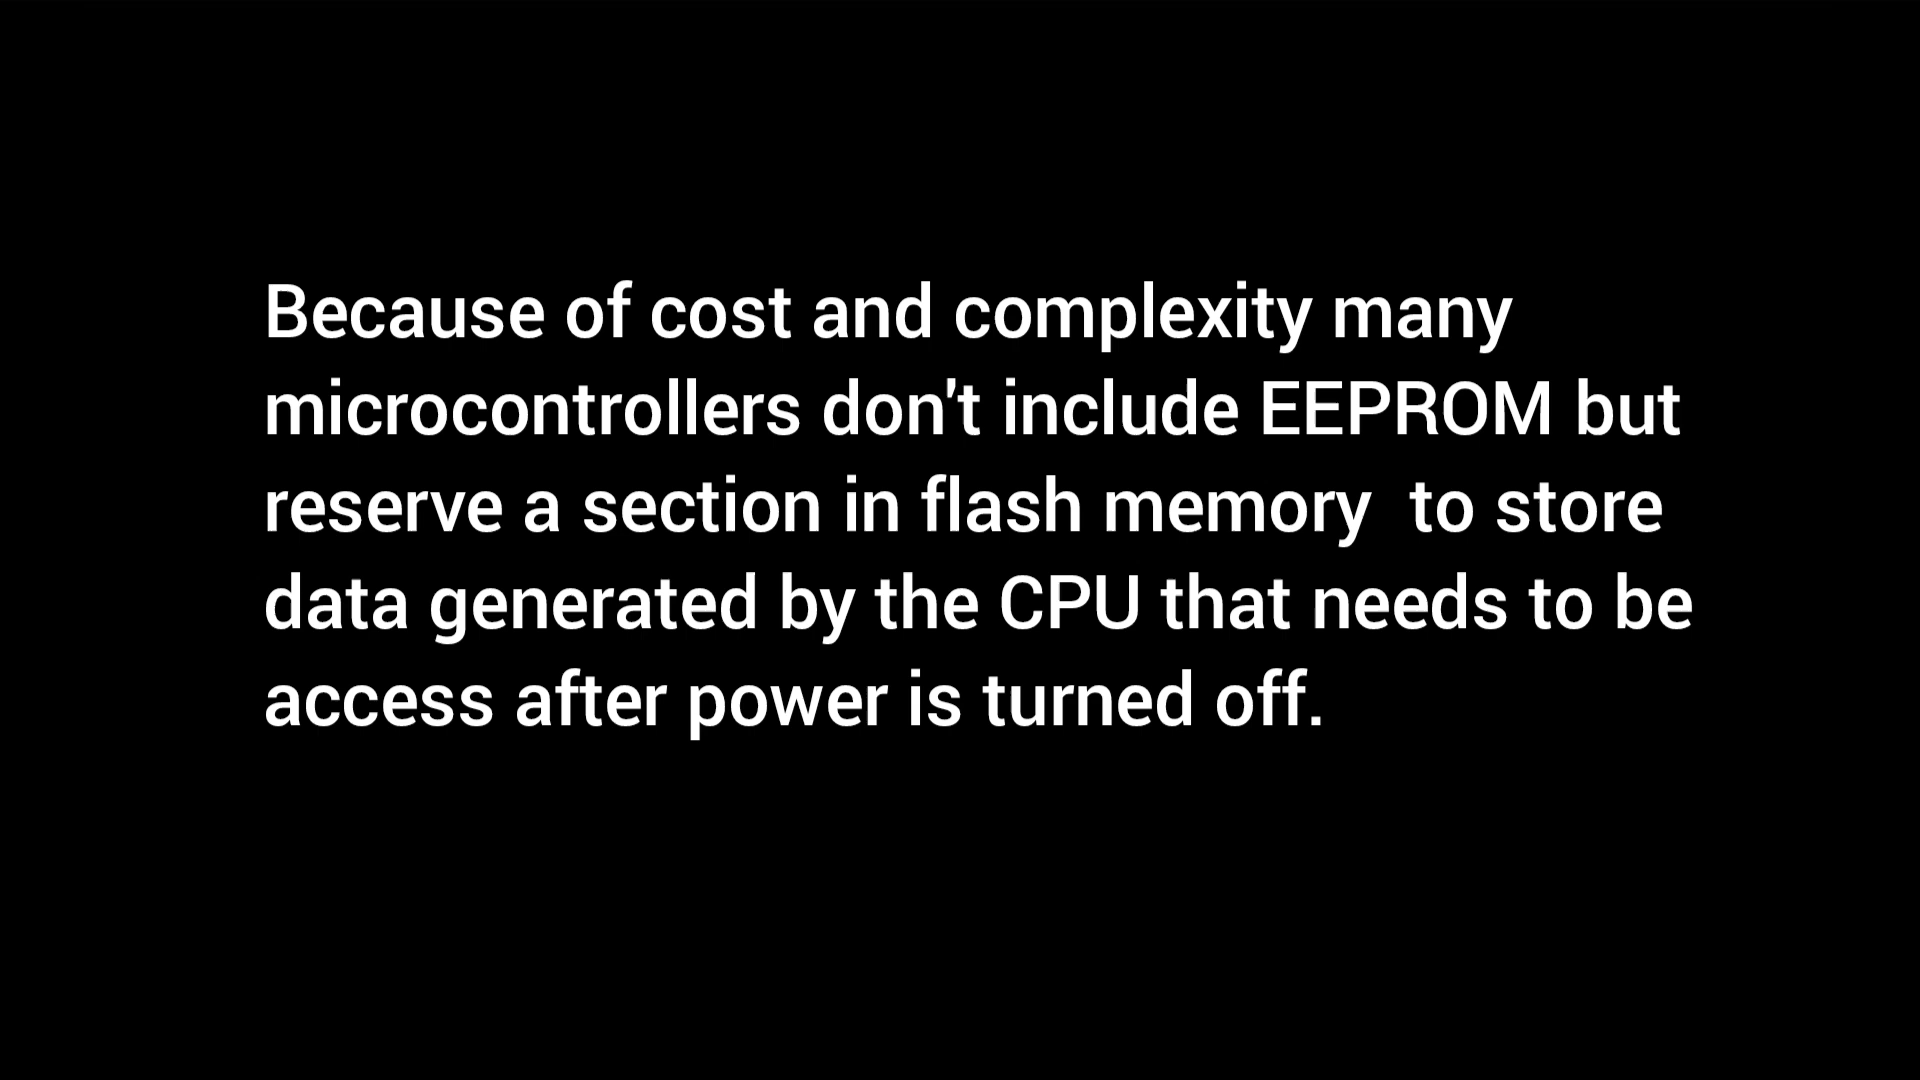 Because of cost and complexity many
microcontrollers don't include EEPROM but
reserve a section in flash memory  to store
data generated by the CPU that needs to be
access after power is turned off.